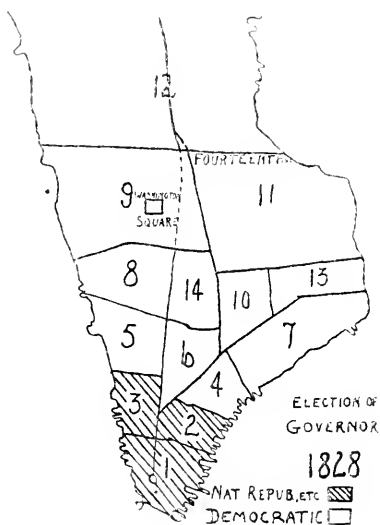 12
FOURTEENTH
9 WASHINGTON
SQUARE
11
8
14
10
13
5
6
7
4
3
2
1
ELECTION OF
GOVERNOR
1828
NAT REPUB, ETC
DEMOCRATIC